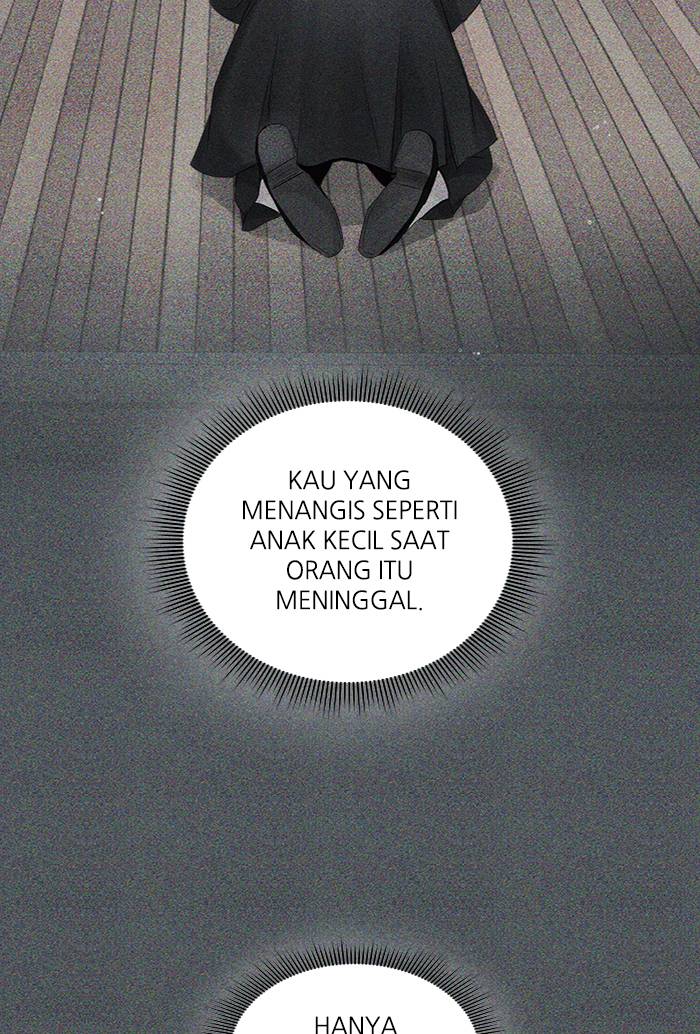 KAU YANG
MENANGIS SEPERTI
ANAK KECIL SAAT
ORANG ITU
MENINGGAL.
HANYA